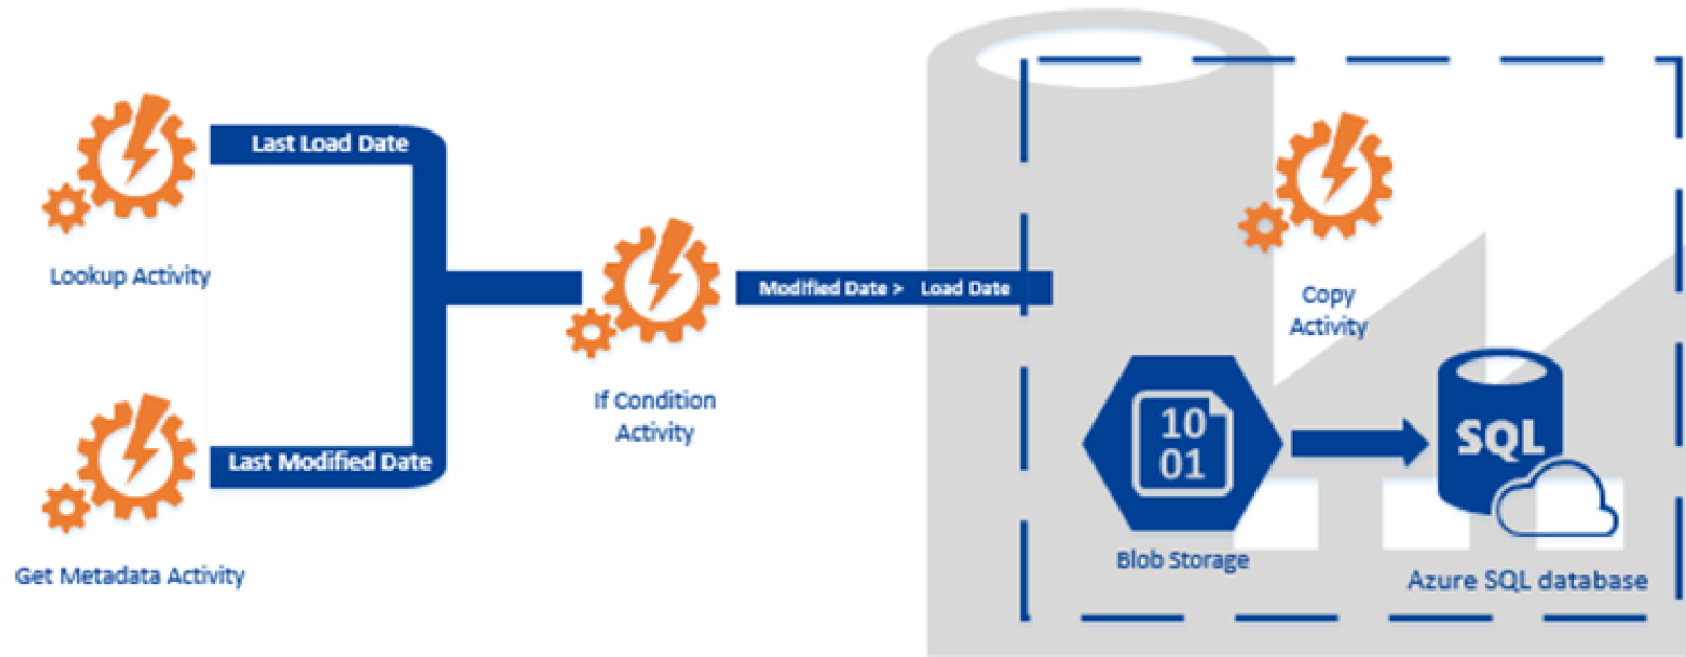 Last Load Date
Lookup Activity
Last Modified Date
Get Metadata Activity
If Condition
Activity
Modified Date > Load Date
Copy
Activity
10
01
Blob Storage
SQL
Azure SQL database